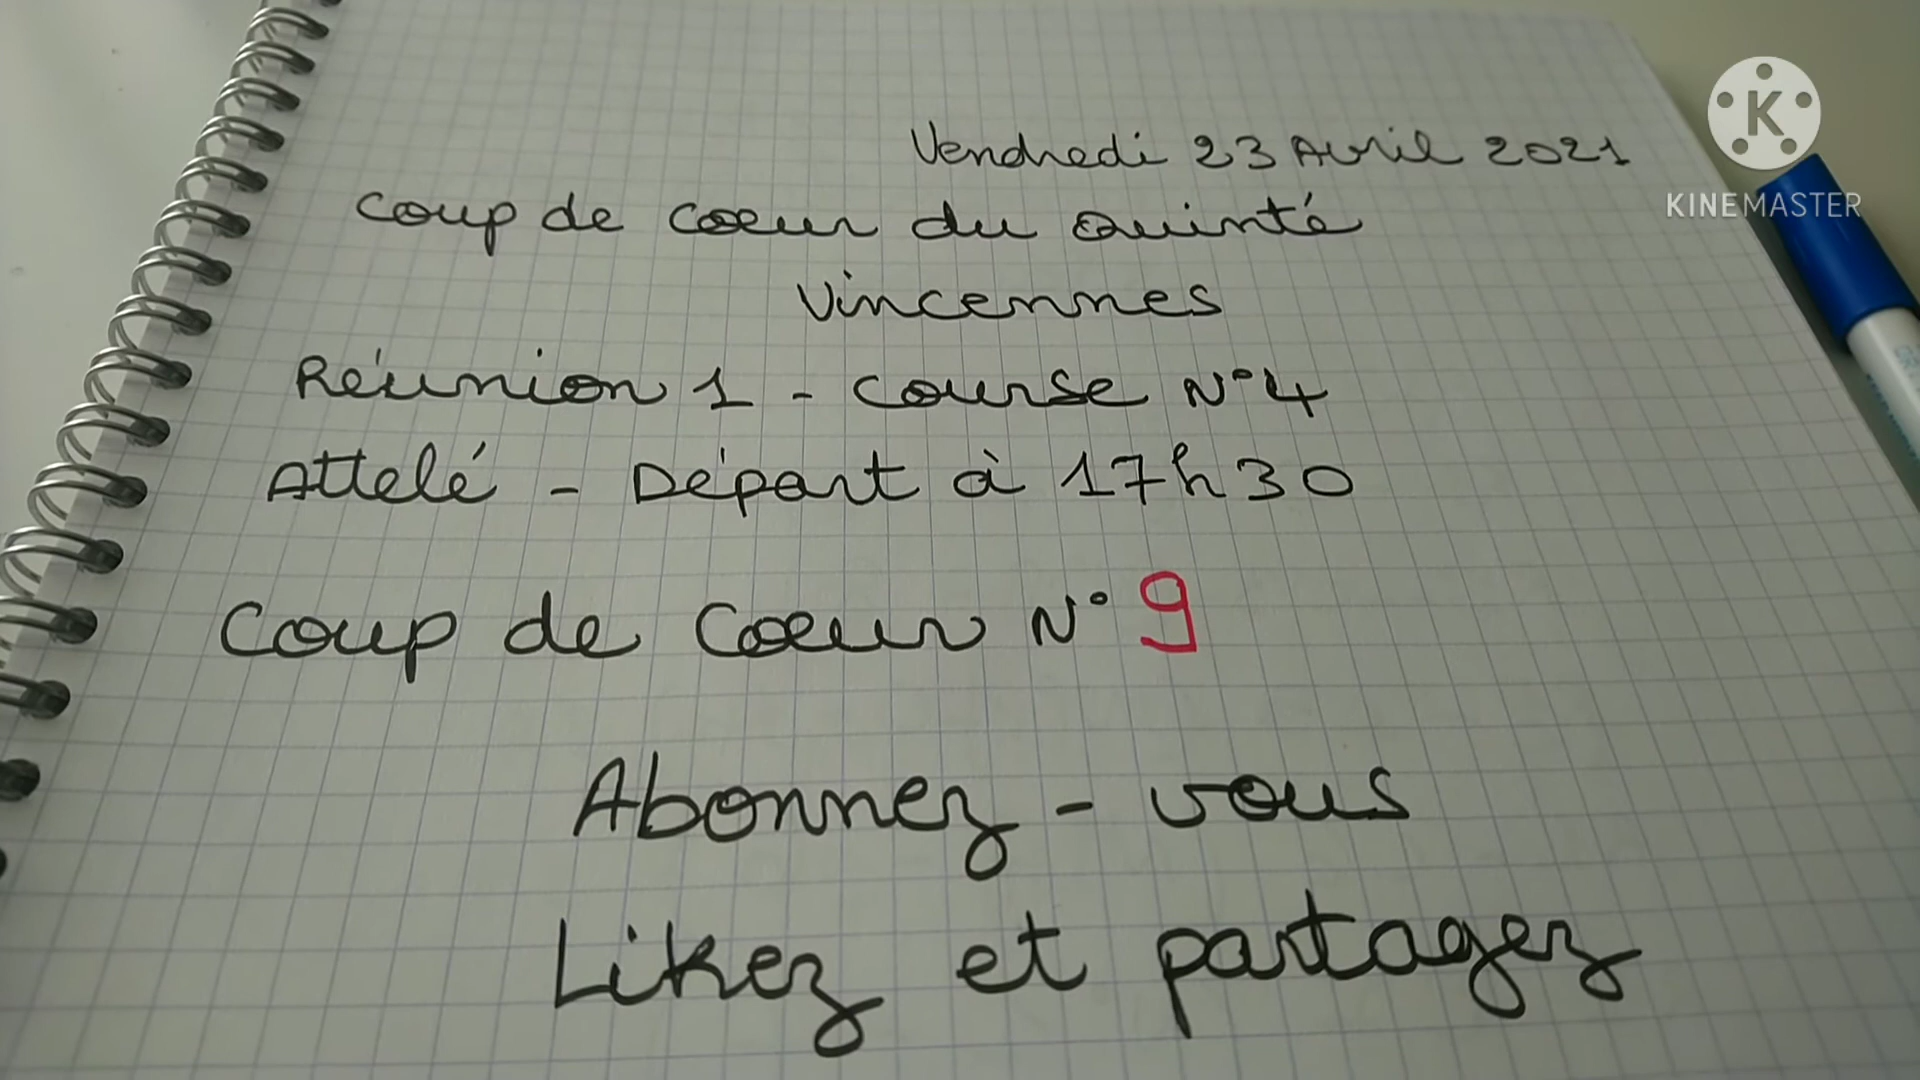 Vendredi 23 Avril 2021
K
KINEMASTER
Coup de coeur du Quinté
Vincennes
Réunion 1 - Course N°4
Attelé - Départ à 17h30
Coup de Coeur N° 9
Abonnez-vous
Likez et partagez